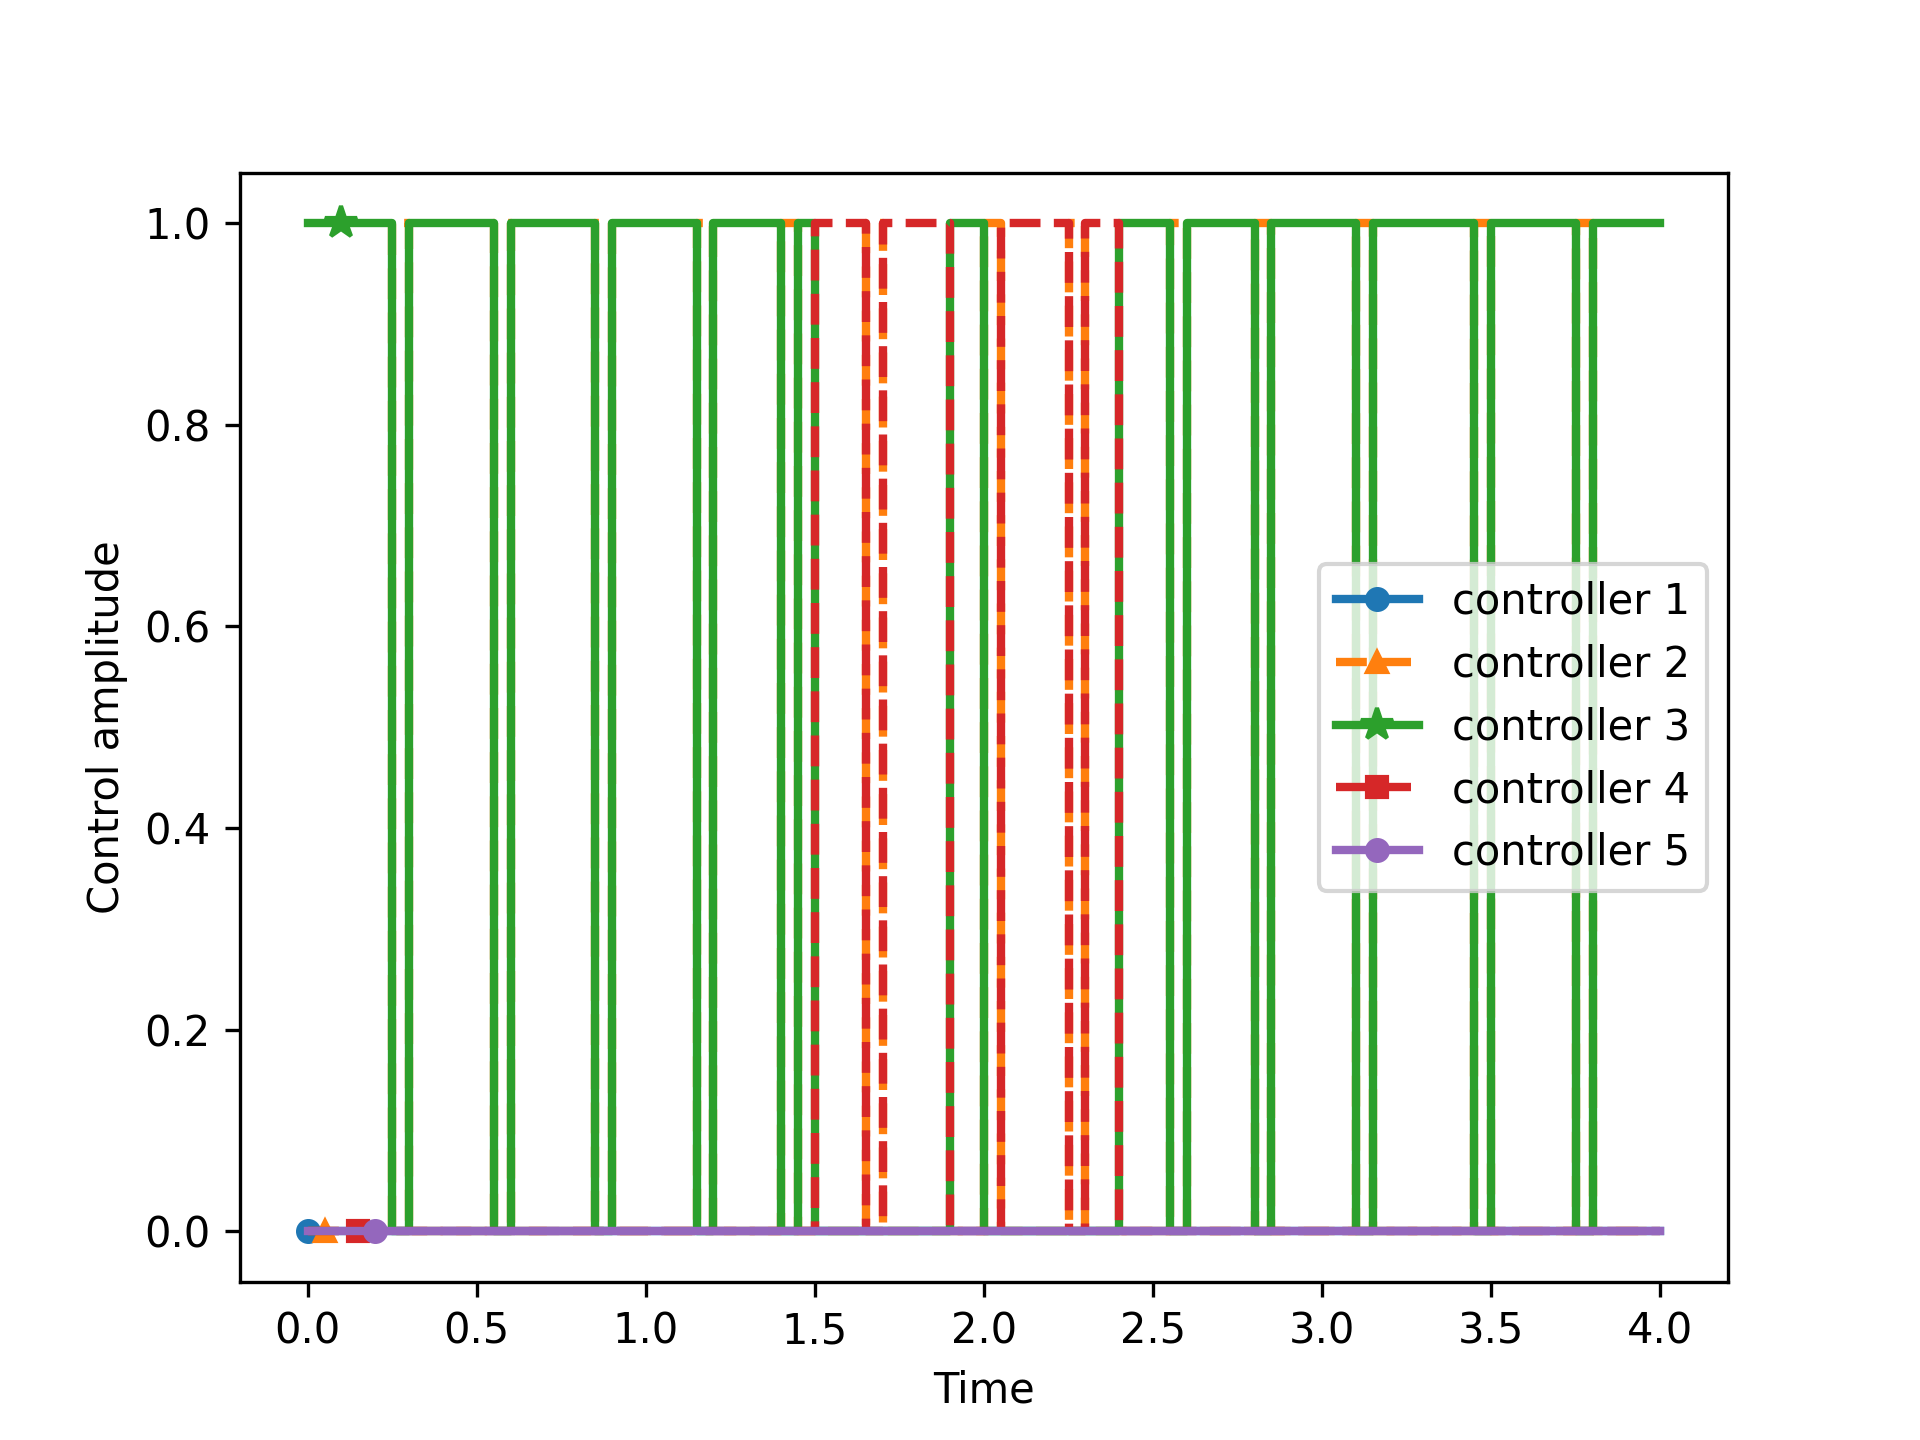 1.0
0.8
0.6
0.4
0.2
0.0
Control amplitude
controller 1
controller 2
controller 3
controller 4
controller 5
0.0 0.5 1.0 1.5 2.0 2.5 3.0 3.5 4.0
Time